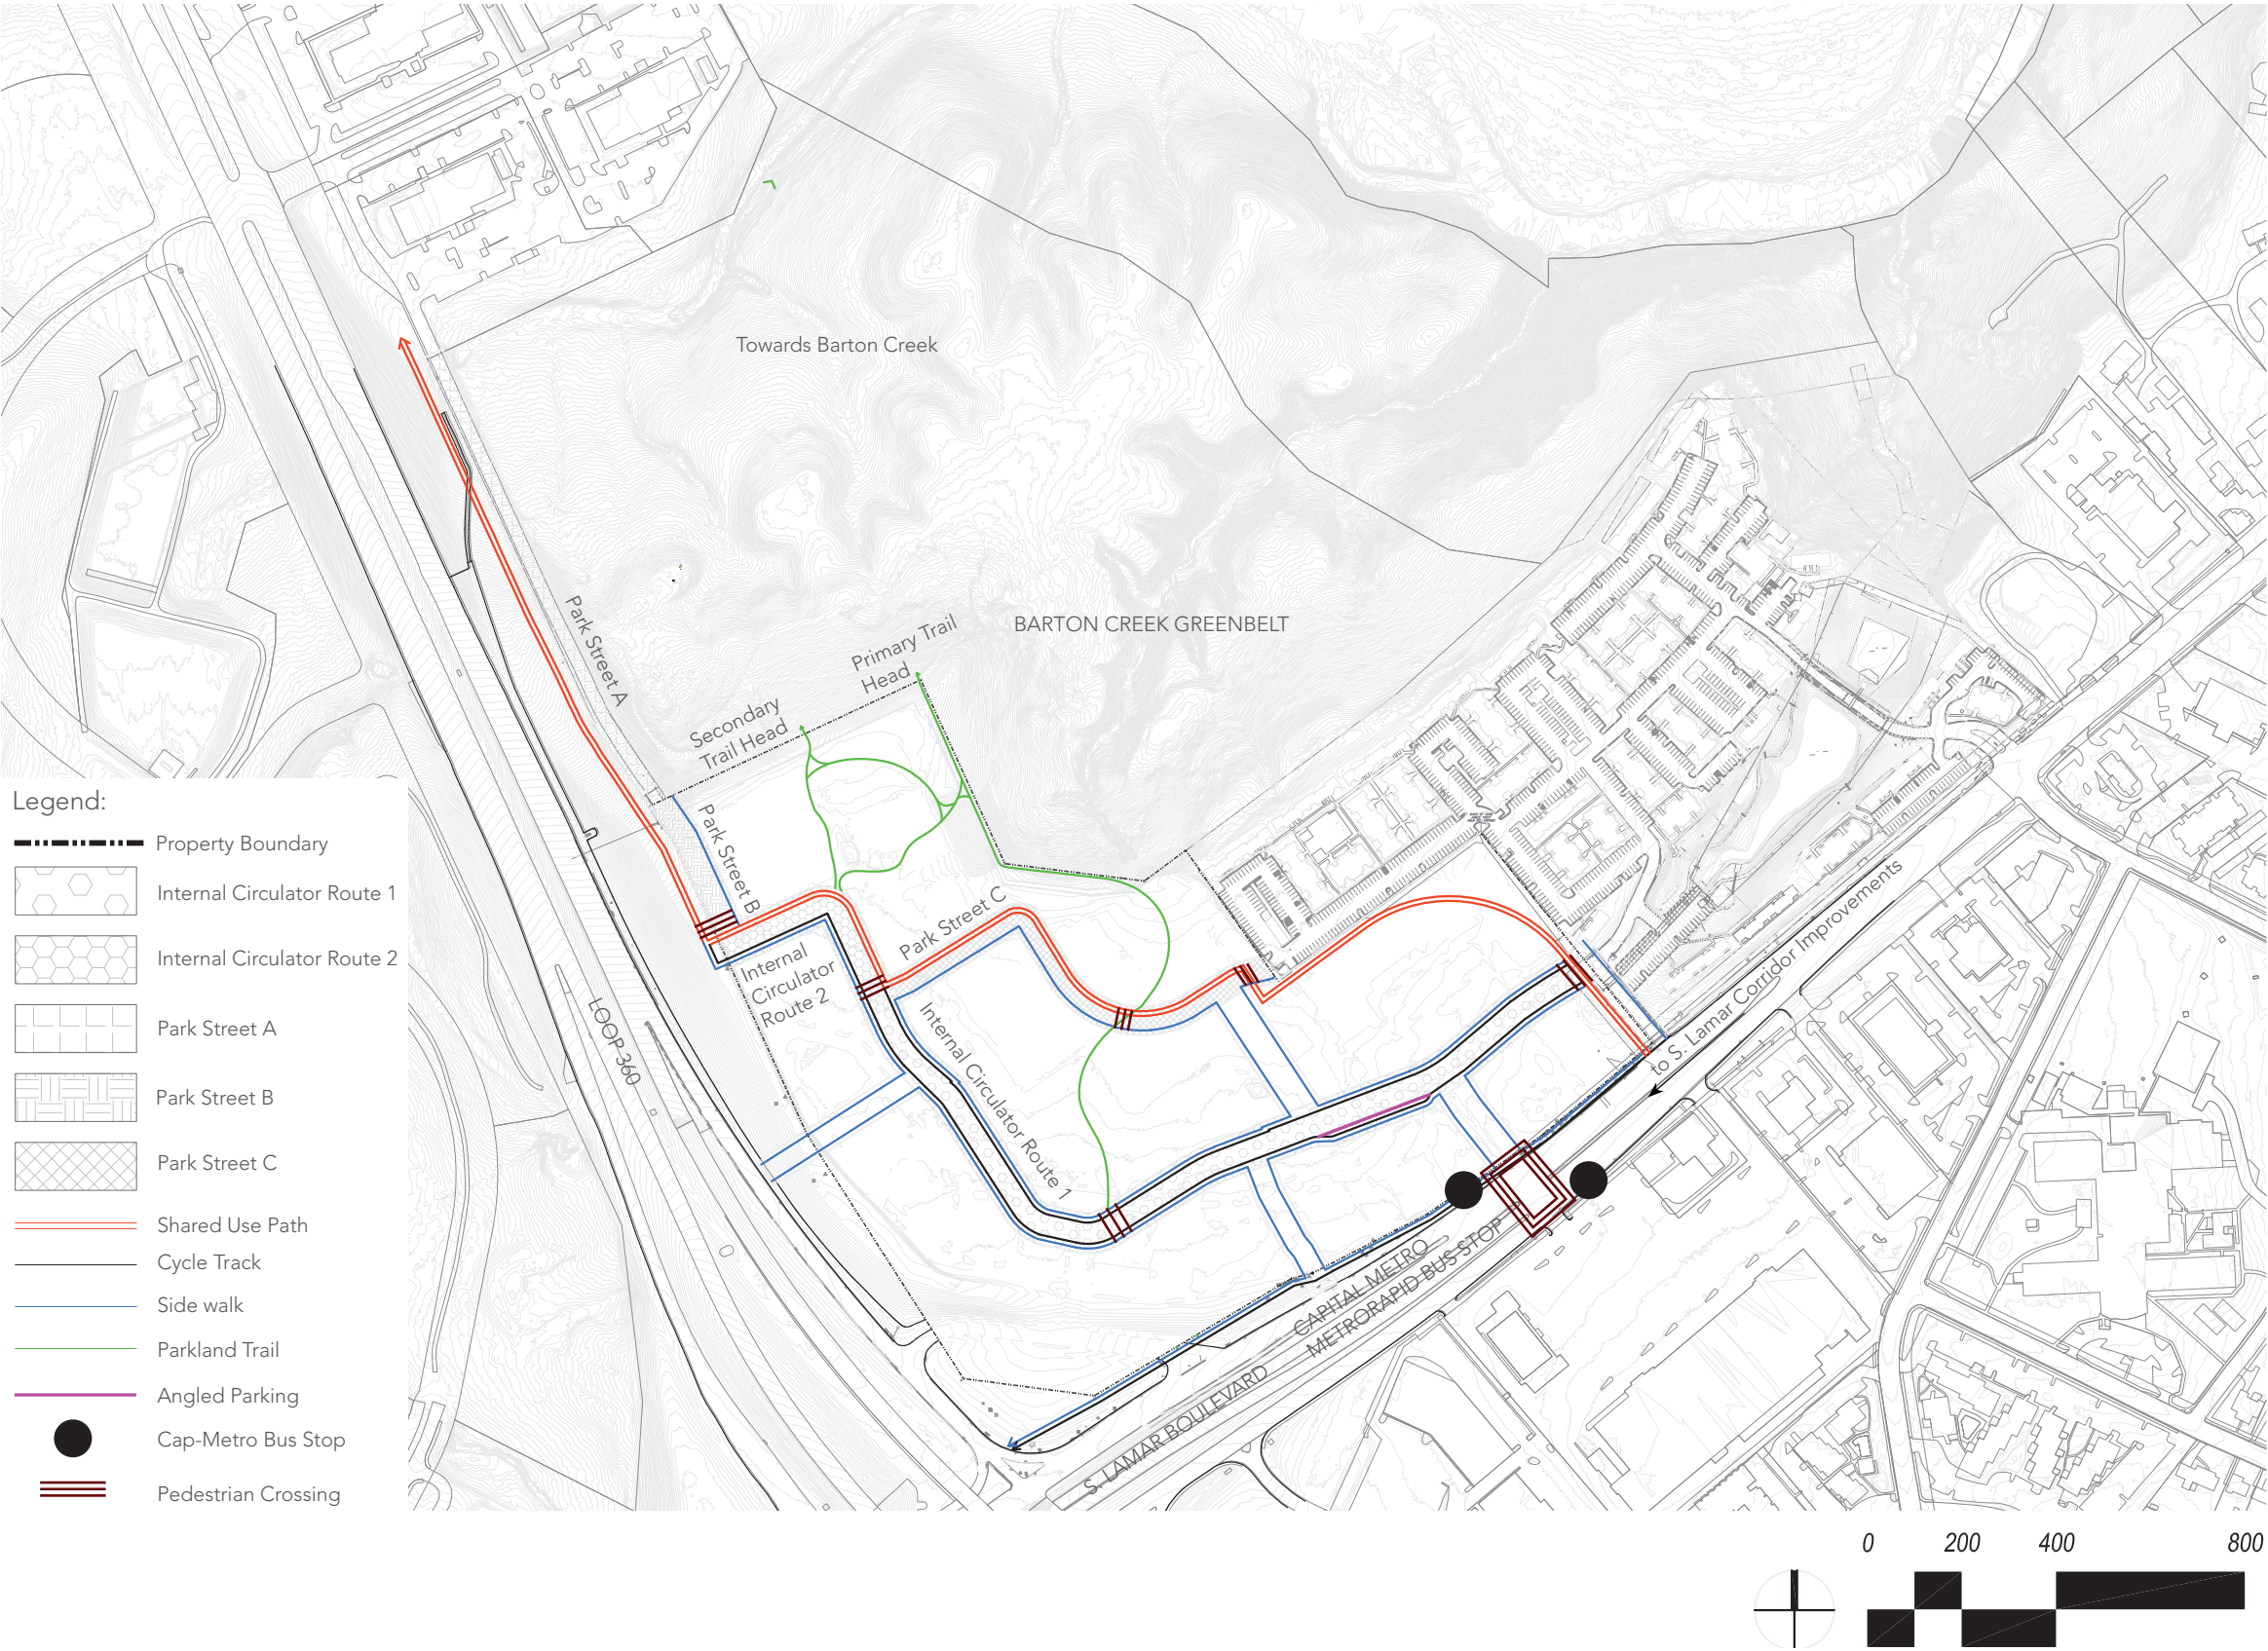 Towards Barton Creek
BARTON CREEK GREENBELT
Park Street A
Primary Trail
Head
Secondary
Trail Head
Park Street B
Park Street C
Internal
Circulator
Route 2
Internal Circulator Route 1
LOOP 360
to S. Lamar Corridor Improvements
CAPITAL METRO
METRORAPID BUS STOP
S. LAMAR BOULEVARD
Legend:
Property Boundary
Internal Circulator Route 1
Internal Circulator Route 2
Park Street A
Park Street B
Park Street C
Shared Use Path
Cycle Track
Side walk
Parkland Trail
Angled Parking
Cap-Metro Bus Stop
Pedestrian Crossing
0 200 400 800